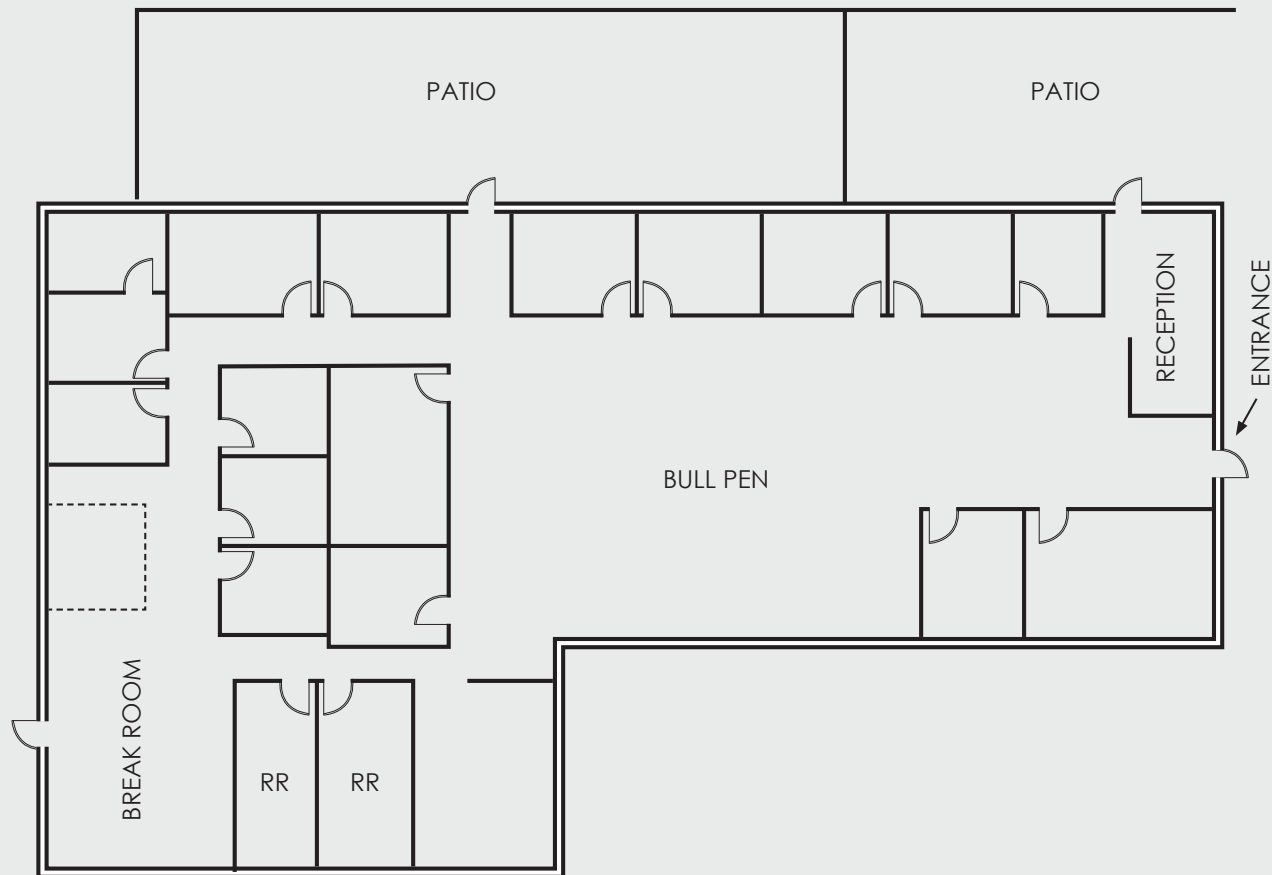 PATIO
PATIO
RECEPTION
ENTRANCE
BULL PEN
BREAK ROOM
RR
RR